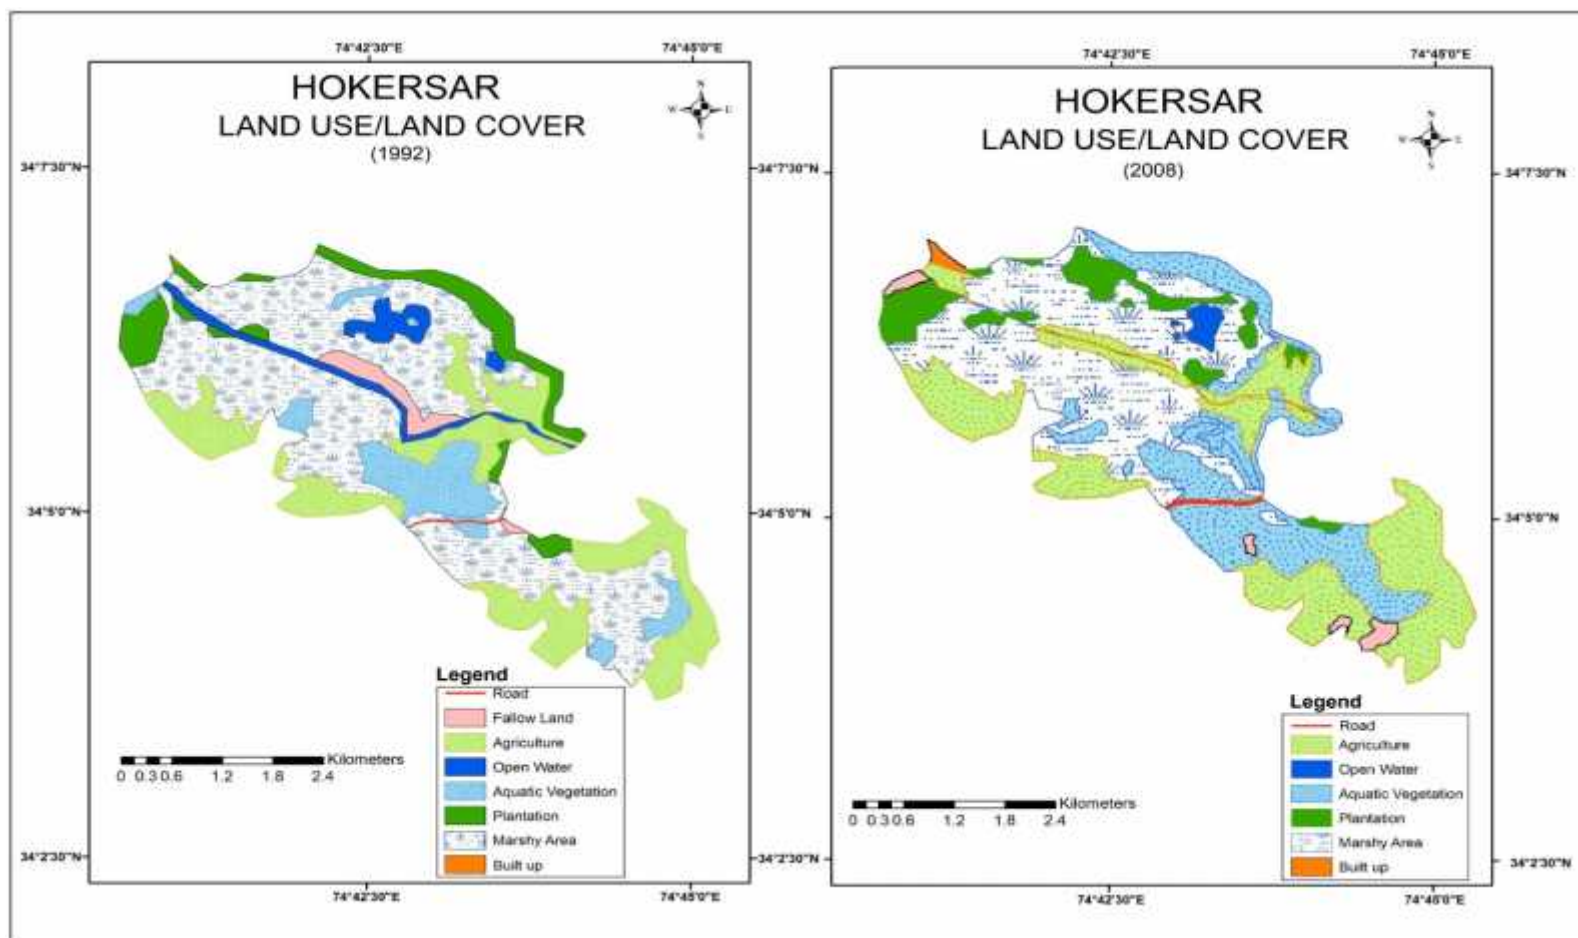 74°42'30"E 74°45'0"E
HOKERSAR
LAND USE/LAND COVER
(1992)
N
W E
S
34°7'30"N 34°7'30"N
34°5'0"N 34°5'0"N
Legend
Road
Fallow Land
Agriculture
Open Water
Aquatic Vegetation
Plantation
Marshy Area
Built up
Kilometers
0 0.3 0.6 1.2 1.8 2.4
34°2'30"N 34°2'30"N
74°42'30"E 74°45'0"E
74°42'30"E 74°45'0"E
HOKERSAR
LAND USE/LAND COVER
(2008)
N
W E
S
34°7'30"N
34°5'0"N
Legend
Road
Agriculture
Open Water
Aquatic Vegetation
Plantation
Marshy Area
Built up
Kilometers
0 0.3 0.6 1.2 1.8 2.4
34°2'30"N
74°42'30"E 74°45'0"E